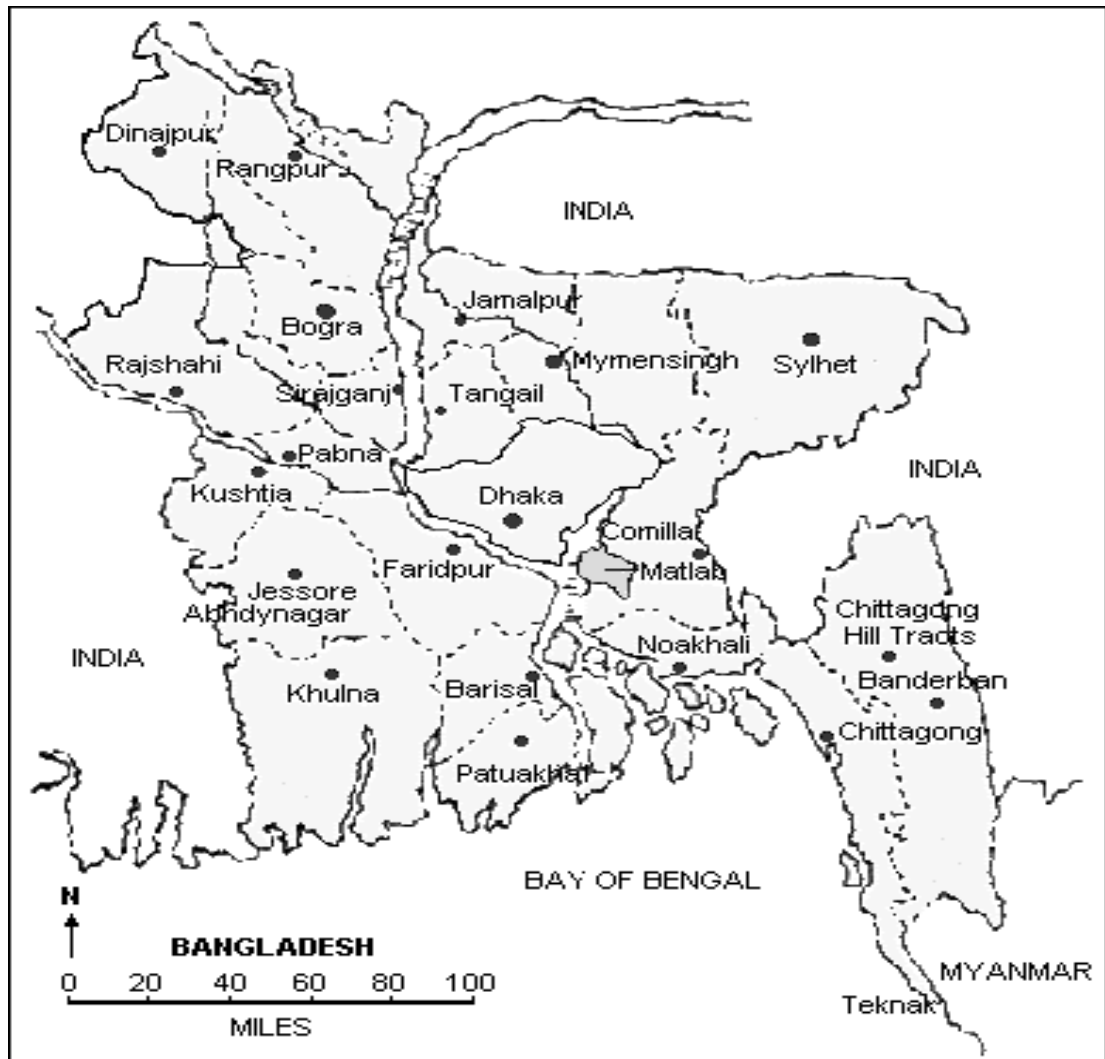 Dinajpur
Rangpur
INDIA
Jamalpur
Bogra
Mymensingh
Sylhet
Rajshahi
Sirajganj
Tangail
Pabna
INDIA
Kushtia
Dhaka
Comilla
Faridpur
Matlab
Jessore
Abhdynagar
Chittagong
Hill Tracts
INDIA
Noakhali
Khulna
Barisal
Banderban
Chittagong
Patuakhali
BAY OF BENGAL
N
BANGLADESH
0 20 40 60 80 100
MILES
MYANMAR
Teknak